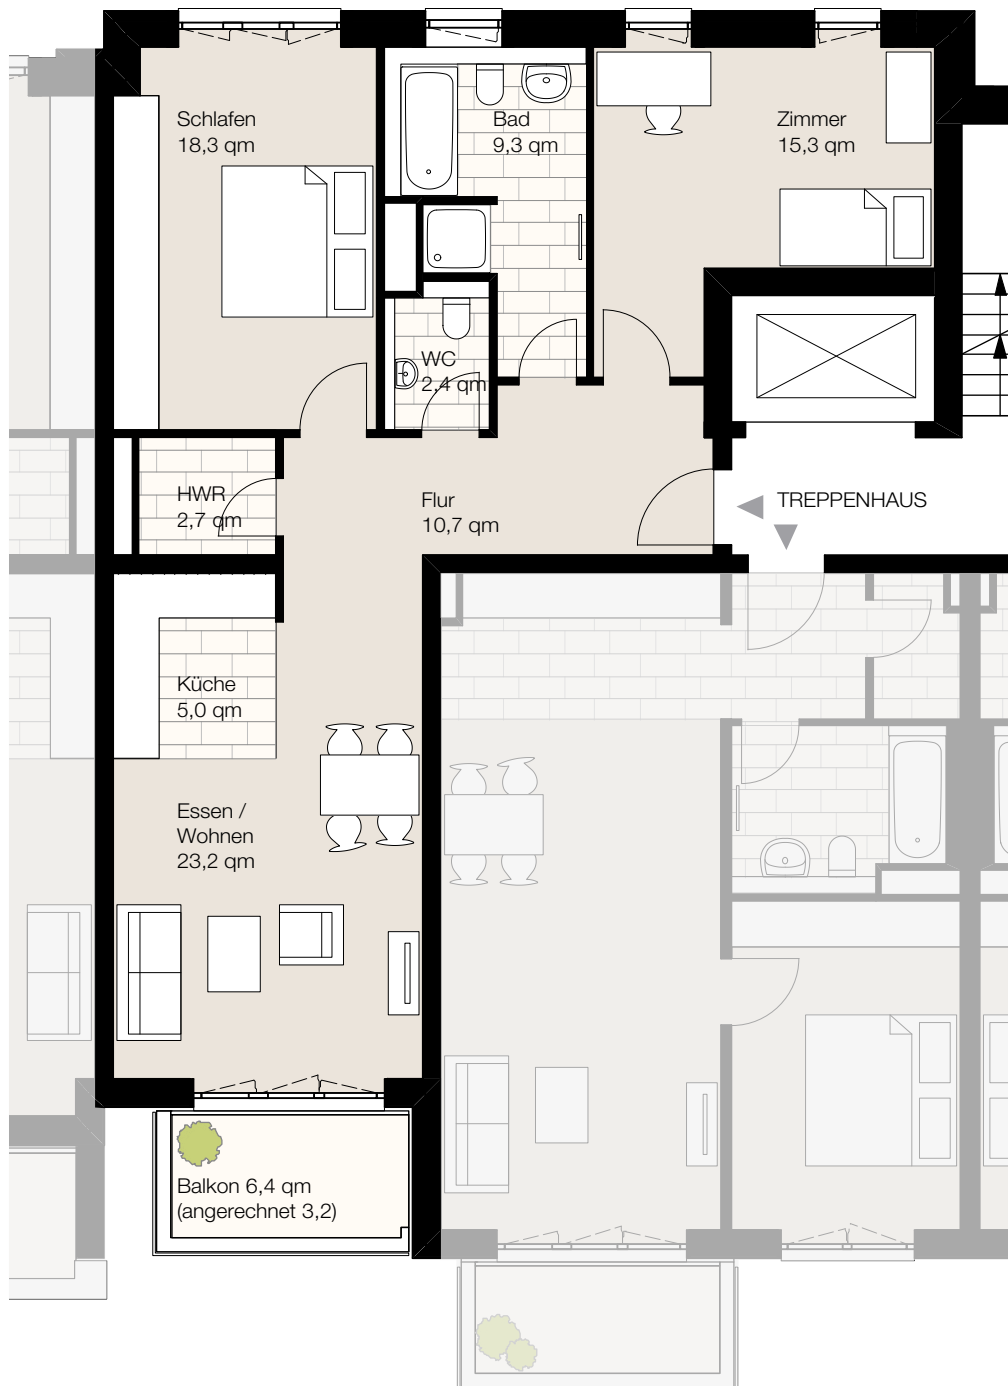 Schlafen
18,3 qm
Bad
9,3 qm
Zimmer
15,3 qm
WC
2,4 qm
HWR
2,7 qm
Flur
10,7 qm
TREPPENHAUS
Küche
5,0 qm
Essen /
Wohnen
23,2 qm
Balkon 6,4 qm
(angerechnet 3,2)